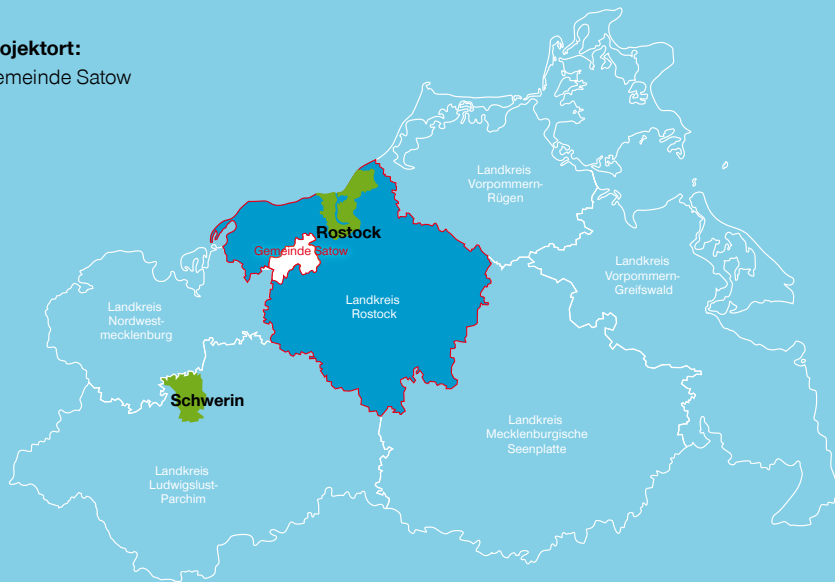 ojektort:
emeinde Satow
Landkreis
Vorpommern-
Rügen
Rostock
Gemeinde Satow
Landkreis
Vorpommern-
Greifswald
Landkreis
Rostock
Landkreis
Nordwest-
mecklenburg
Schwerin
Landkreis
Mecklenburgische
Seenplatte
Landkreis
Ludwigslust-
Parchim